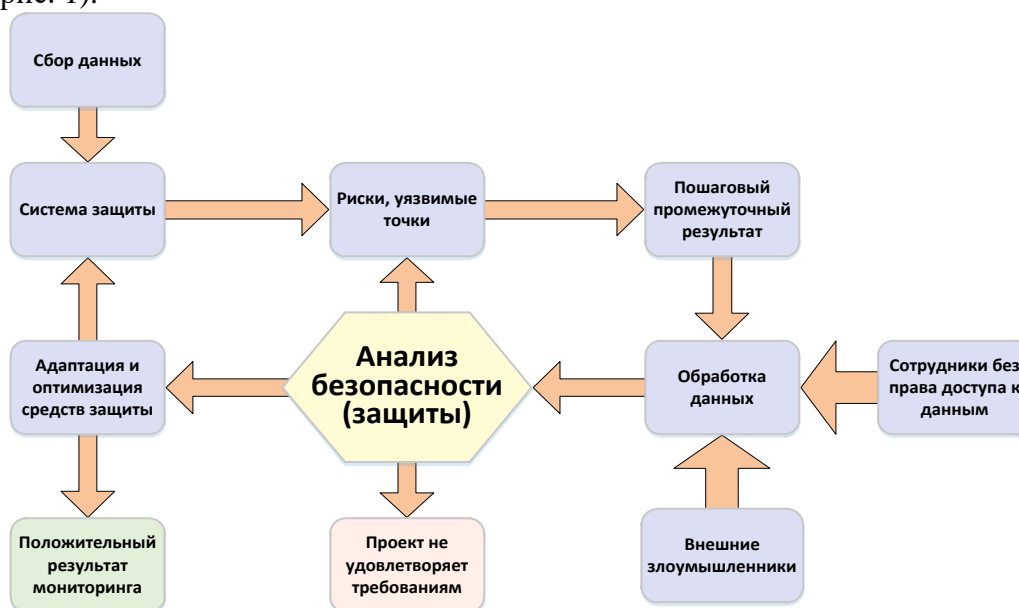 рис. 1).
Сбор данных
Система защиты
Риски, уязвимые
точки
Пошаговый
промежуточный
результат
Адаптация и
оптимизация
средств защиты
Анализ
безопасности
(защиты)
Обработка
данных
Сотрудники без
права доступа к
данным
Положительный
результат
мониторинга
Проект не
удовлетворяет
требованиям
Внешние
злоумышленники